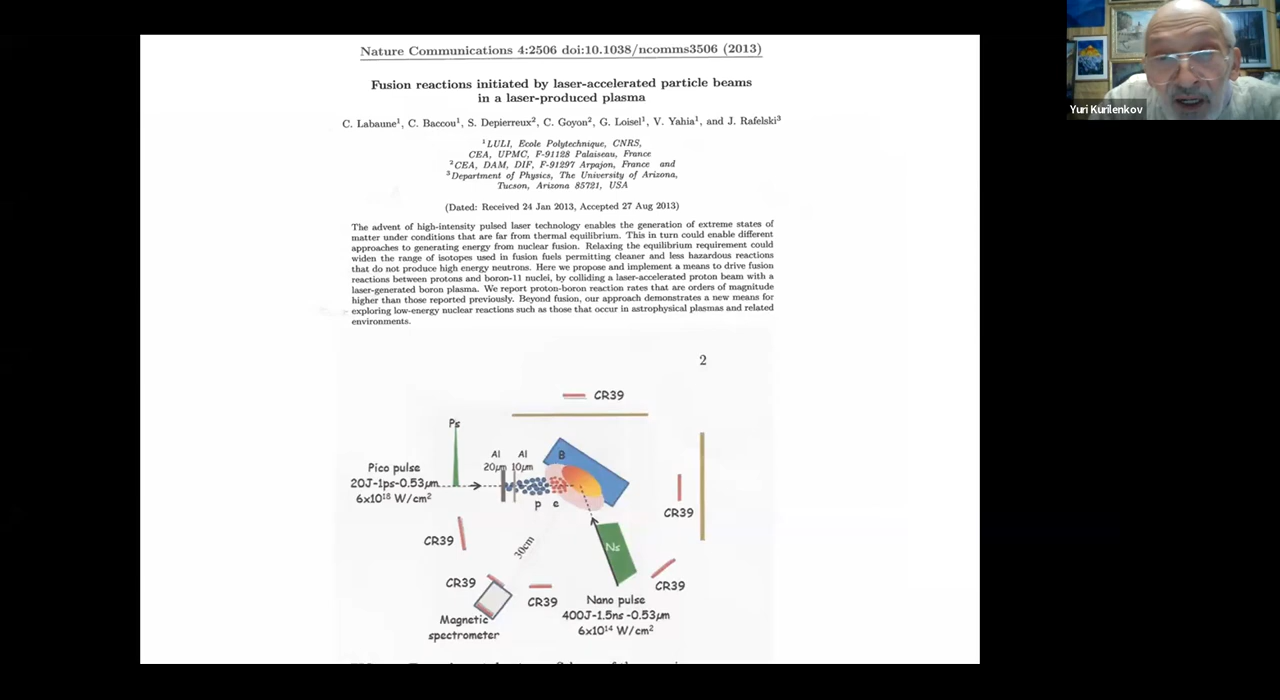 Nature Communications 4:2506 doi:10.1038/ncomms3506 (2013)
Fusion reactions initiated by laser-accelerated particle beams
in a laser-produced plasma
C. Labaune¹, C. Baccou¹, S. Depierreux², C. Goyon², G. Loisel¹, V. Yahia¹, and J. Rafelski³
¹LULI, Ecole Polytechnique, CNRS,
CEA, UPMC, F-91128 Palaiseau, France
²CEA, DAM, DIF, F-91297 Arpajon, France and
³Department of Physics, The University of Arizona,
Tucson, Arizona 85721, USA
(Dated: Received 24 Jan 2013, Accepted 27 Aug 2013)
The advent of high-intensity pulsed laser technology enables the generation of extreme states of
matter under conditions that are far from thermal equilibrium. This in turn could enable different
approaches to generating energy from nuclear fusion. Relaxing the equilibrium requirement could
widen the range of isotopes used in fusion fuels permitting cleaner and less hazardous reactions
that do not produce high energy neutrons. Here we propose and implement a means to drive fusion
reactions between protons and boron-11 nuclei, by colliding a laser-accelerated proton beam with a
laser-generated boron plasma. We report proton-boron reaction rates that are orders of magnitude
higher than those reported previously. Beyond fusion, our approach demonstrates a new means for
exploring low-energy nuclear reactions such as those that occur in astrophysical plasmas and related
environments.
2
CR39
Ps
Al Al
20μm 10μm
B
Pico pulse
20J-1ps-0.53μm
6x10¹⁸ W/cm²
p e
CR39
CR39
30cm
Ns
CR39
CR39
CR39
Nano pulse
400J-1.5ns-0.53μm
6x10¹⁴ W/cm²
Magnetic
spectrometer
Yuri Kurilenkov